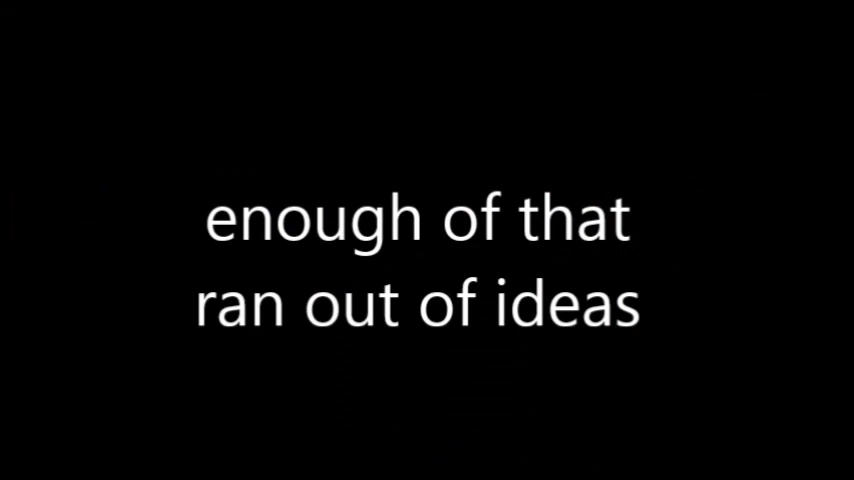 enough of that
ran out of ideas